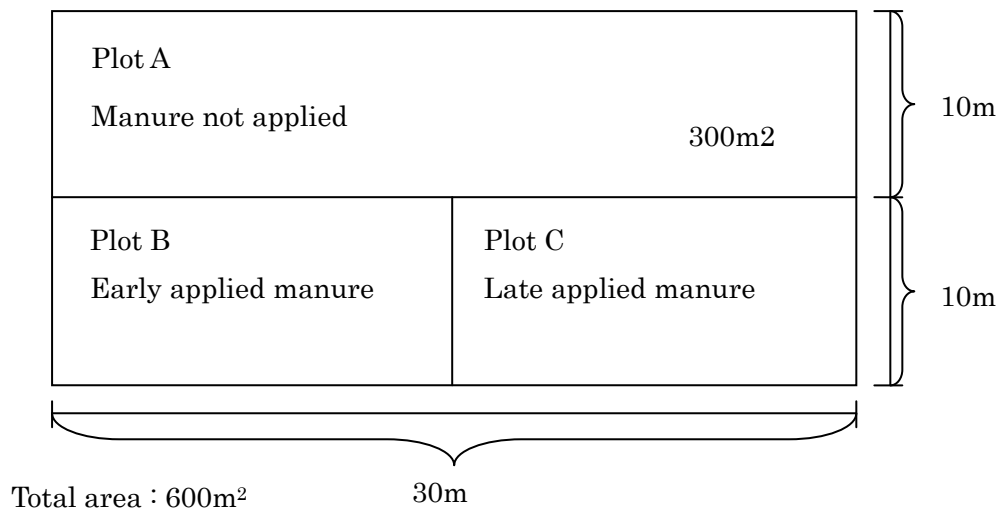 Plot A
Manure not applied
300m2
10m
Plot B
Early applied manure
Plot C
Late applied manure
10m
Total area : 600m²
30m